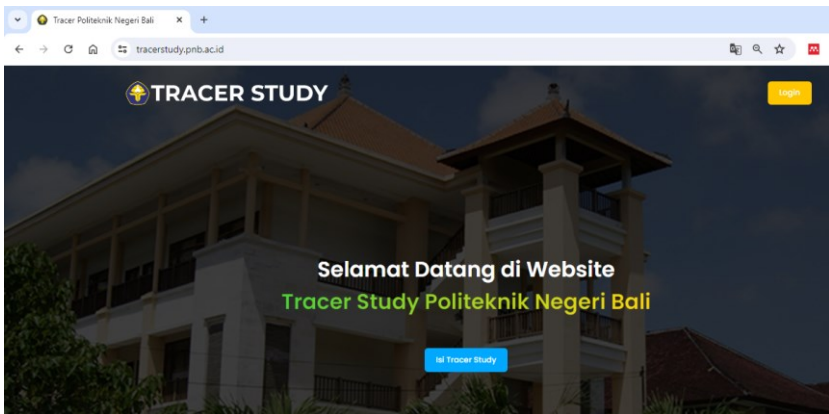 Tracer Politeknik Negeri Bali
tracerstudy.pnb.ac.id
TRACER STUDY
Login
Selamat Datang di Website
Tracer Study Politeknik Negeri Bali
Isi Tracer Study